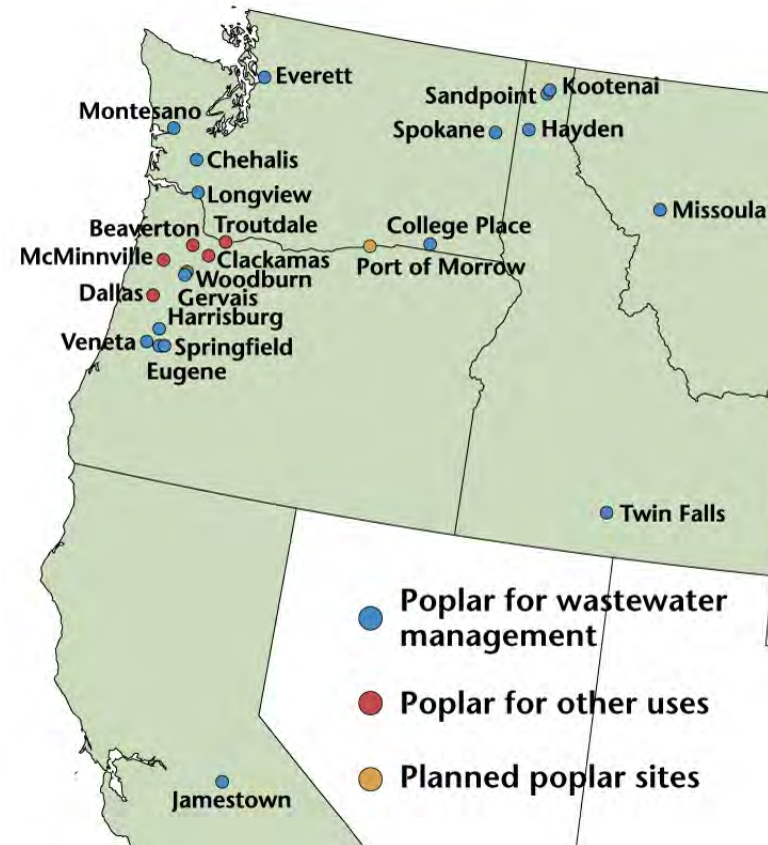 Everett
Kootenai
Sandpoint
Montesano
Spokane
Hayden
Chehalis
Longview
Missoula
Beaverton
Troutdale
College Place
McMinnville
Clackamas
Port of Morrow
Woodburn
Dallas
Gervais
Harrisburg
Veneta
Springfield
Eugene
Twin Falls
Poplar for wastewater
management
Poplar for other uses
Planned poplar sites
Jamestown